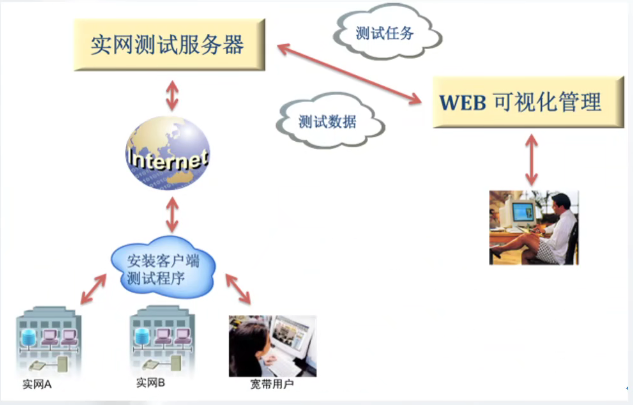 实网测试服务器
测试任务
测试数据
WEB 可视化管理
Internet
安装客户端
测试程序
实网A
实网B
宽带用户